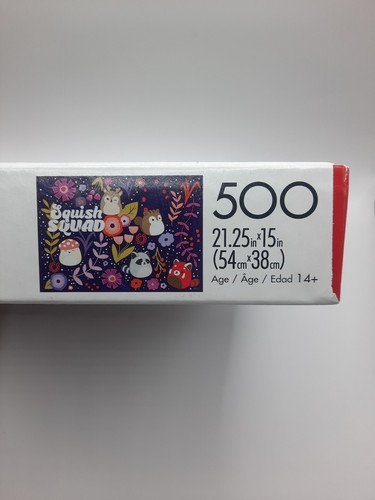 Squish
SQUAD
500
21.25in x 15in
(54cm x 38cm)
Age / Âge / Edad 14+